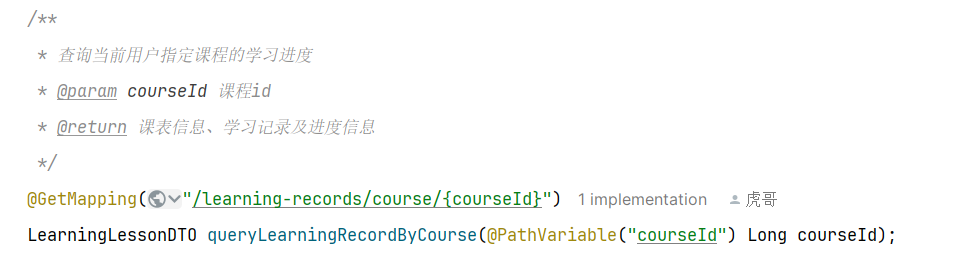 /**
 * 查询当前用户指定课程的学习进度
 * @param courseId 课程id
 * @return 课表信息、学习记录及进度信息
 */
@GetMapping("/learning-records/course/{courseId}") 1 implementation 虎哥
LearningLessonDTO queryLearningRecordByCourse(@PathVariable("courseId") Long courseId);